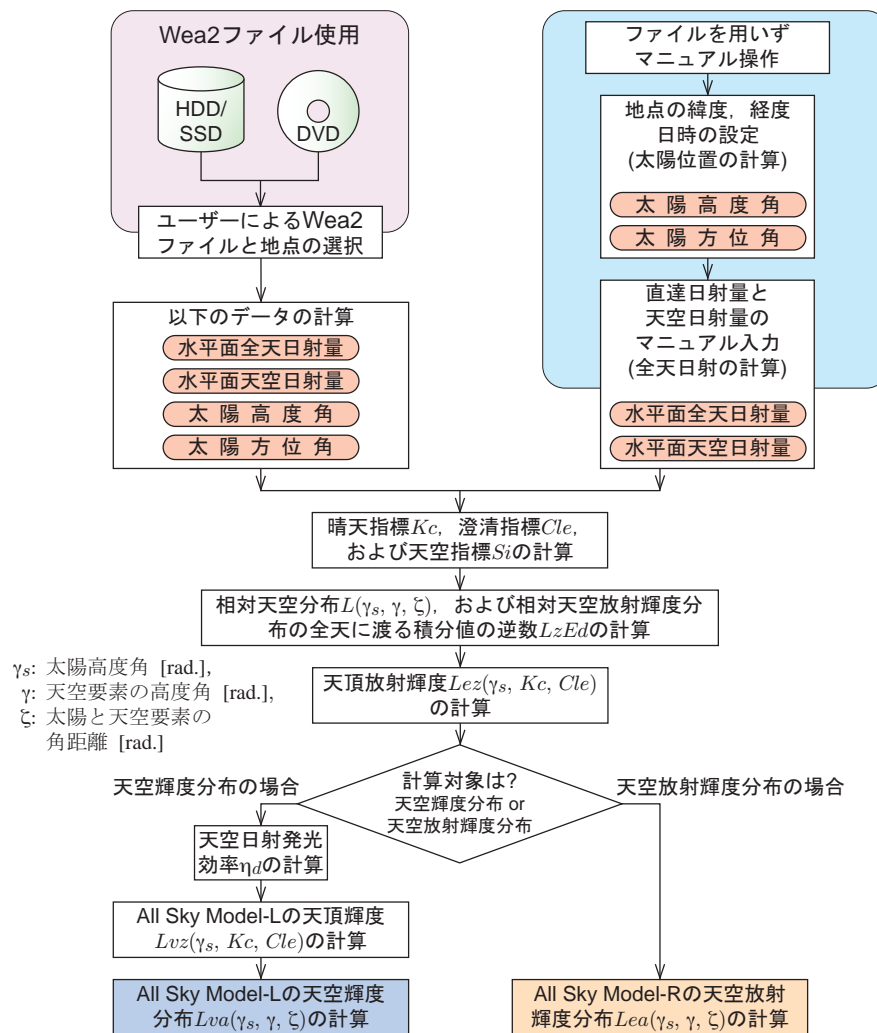 Wea2ファイル使用
HDD/
SSD
DVD
ユーザーによるWea2
ファイルと地点の選択
以下のデータの計算
水平面全天日射量
水平面天空日射量
太 陽 高 度 角
太 陽 方 位 角
ファイルを用いず
マニュアル操作
地点の緯度，経度
日時の設定
(太陽位置の計算)
太 陽 高 度 角
太 陽 方 位 角
直達日射量と
天空日射量の
マニュアル入力
(全天日射の計算)
水平面全天日射量
水平面天空日射量
晴天指標Kc，澄清指標Cle，
および天空指標Siの計算
相対天空分布L(γs, γ, ζ)，および相対天空放射輝度分
布の全天に渡る積分値の逆数LzEdの計算
γs: 太陽高度角 [rad.],
γ: 天空要素の高度角 [rad.],
ζ: 太陽と天空要素の
角距離 [rad.]
天頂放射輝度Lez(γs, Kc, Cle)
の計算
計算対象は?
天空輝度分布 or
天空放射輝度分布
天空輝度分布の場合
天空放射輝度分布の場合
天空日射発光
効率ηdの計算
All Sky Model-Lの天頂輝度
Lvz(γs, Kc, Cle)の計算
All Sky Model-Lの天空輝度
分布Lva(γs, γ, ζ)の計算
All Sky Model-Rの天空放射
輝度分布Lea(γs, γ, ζ)の計算